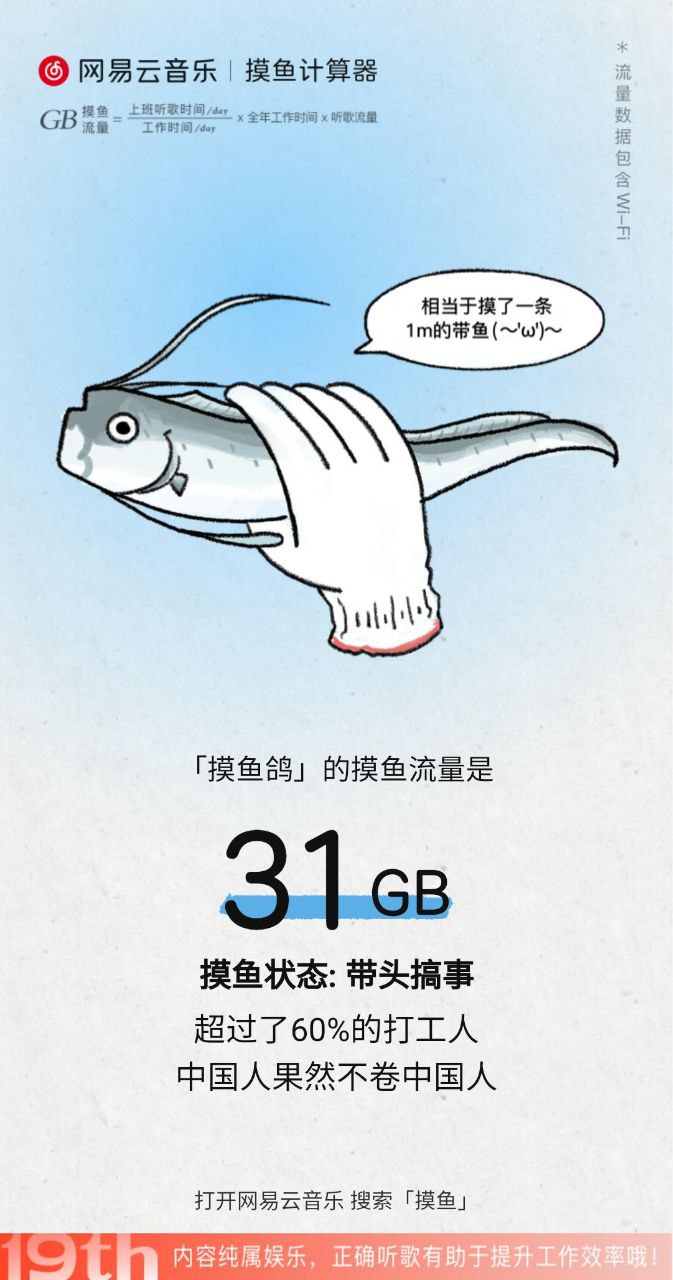 网易云音乐 | 摸鱼计算器
GB 摸鱼流量 = 上班听歌时间/day / 工作时间/day x 全年工作时间 x 听歌流量
＊流量数据包含Wi-Fi
相当于摸了一条
1m的带鱼(～'ω')～
「摸鱼鸽」的摸鱼流量是
31 GB
摸鱼状态: 带头搞事
超过了60%的打工人
中国人果然不卷中国人
打开网易云音乐 搜索「摸鱼」
19th 内容纯属娱乐，正确听歌有助于提升工作效率哦！